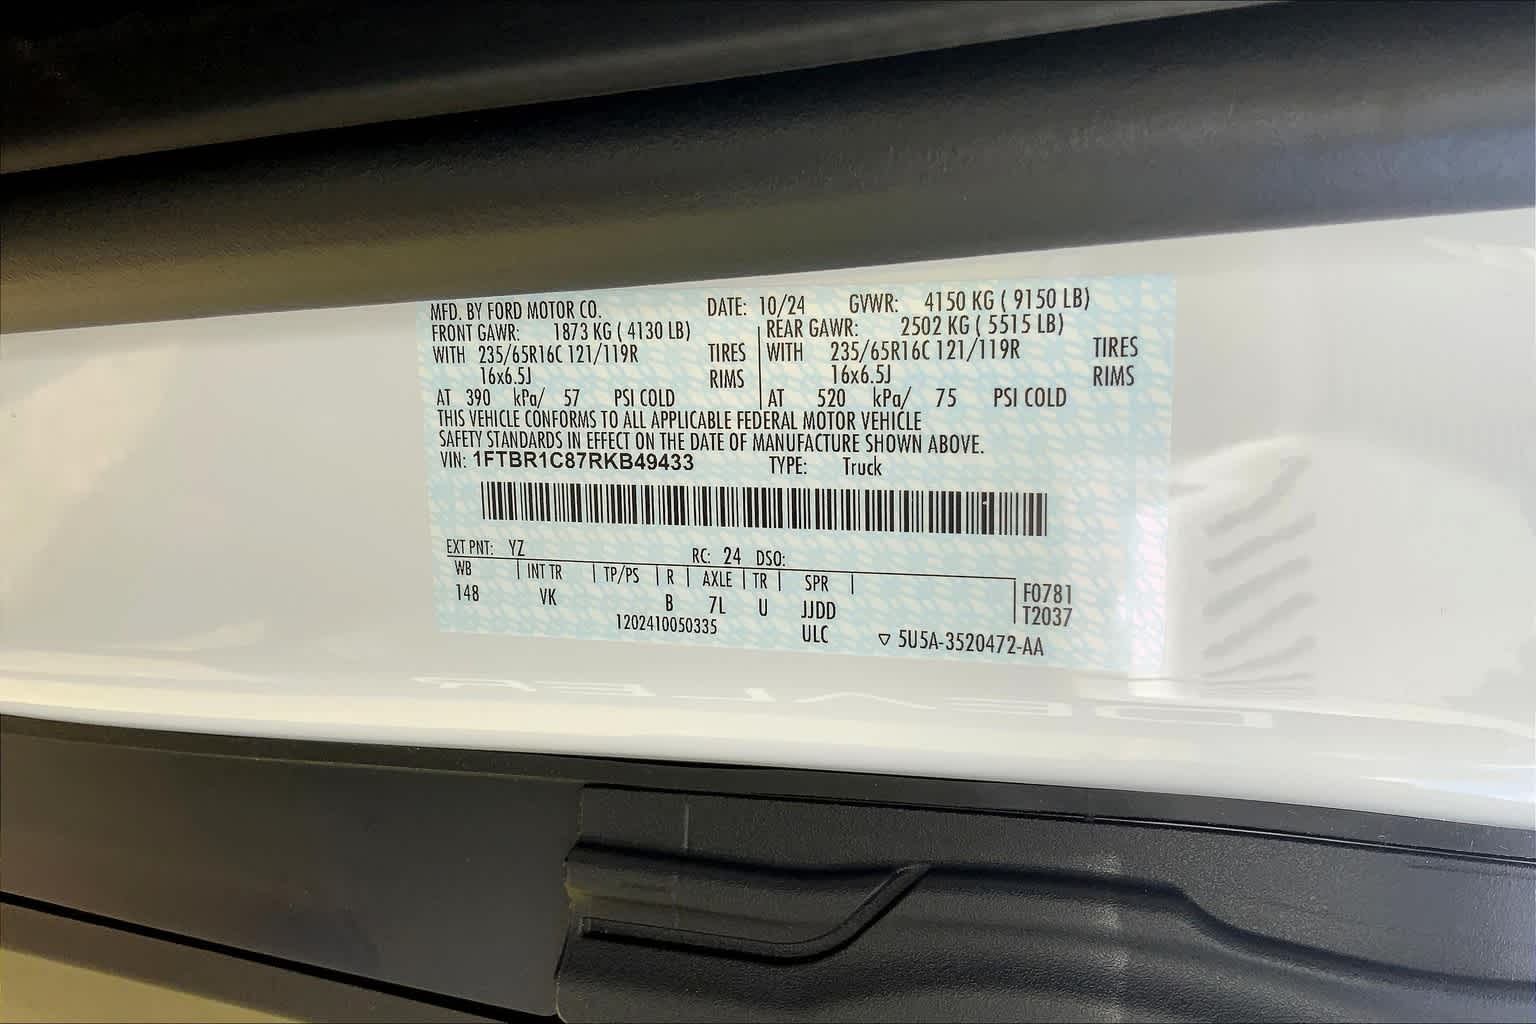 MFD. BY FORD MOTOR CO. DATE: 10/24 GVWR: 4150 KG ( 9150 LB)
FRONT GAWR: 1873 KG ( 4130 LB) REAR GAWR: 2502 KG ( 5515 LB)
WITH 235/65R16C 121/119R TIRES WITH 235/65R16C 121/119R TIRES
16x6.5J RIMS 16x6.5J RIMS
AT 390 kPa/ 57 PSI COLD AT 520 kPa/ 75 PSI COLD
THIS VEHICLE CONFORMS TO ALL APPLICABLE FEDERAL MOTOR VEHICLE
SAFETY STANDARDS IN EFFECT ON THE DATE OF MANUFACTURE SHOWN ABOVE.
VIN: 1FTBR1C87RKB49433 TYPE: Truck
EXT PNT: YZ RC: 24 DSO:
WB INT TR TP/PS R AXLE TR SPR F0781
148 VK B 7L U JJDD T2037
1202410050335 ULC ▽ 5U5A-3520472-AA